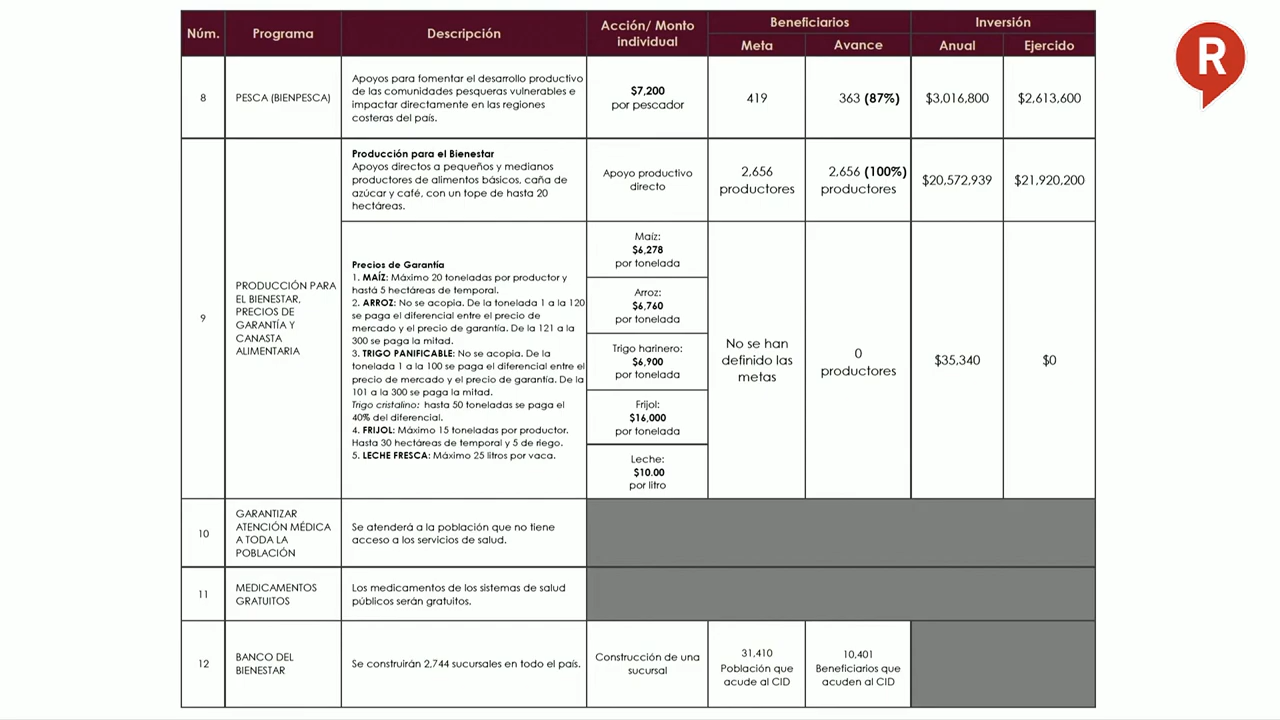 Núm.
Programa
Descripción
Acción/ Monto
individual
Beneficiarios
Inversión
Meta
Avance
Anual
Ejercido
8
PESCA (BIENPESCA)
Apoyos para fomentar el desarrollo productivo
de las comunidades pesqueras vulnerables e
impactar directamente en las regiones
costeras del país.
$7,200
por pescador
419
363 (87%)
$3,016,800
$2,613,600
9
PRODUCCIÓN PARA
EL BIENESTAR,
PRECIOS DE
GARANTÍA Y
CANASTA
ALIMENTARIA
Producción para el Bienestar
Apoyos directos a pequeños y medianos
productores de alimentos básicos, caña de
azúcar y café, con un tope de hasta 20
hectáreas.
Apoyo productivo
directo
2,656
productores
2,656 (100%)
productores
$20,572,939
$21,920,200
Precios de Garantía
1. MAÍZ: Máximo 20 toneladas por productor y
hastá 5 hectáreas de temporal.
2. ARROZ: No se acopia. De la tonelada 1 a la 120
se paga el diferencial entre el precio de
mercado y el precio de garantía. De la 121 a la
300 se paga la mitad.
3. TRIGO PANIFICABLE: No se acopia. De la
tonelada 1 a la 100 se paga el diferencial entre el
precio de mercado y el precio de garantía. De la
101 a la 300 se paga la mitad.
Trigo cristalino: hasta 50 toneladas se paga el
40% del diferencial.
4. FRIJOL: Máximo 15 toneladas por productor.
Hasta 30 hectáreas de temporal y 5 de riego.
5. LECHE FRESCA: Máximo 25 litros por vaca.
Maíz:
$6,278
por tonelada
Arroz:
$6,760
por tonelada
Trigo harinero:
$6,900
por tonelada
Frijol:
$16,000
por tonelada
Leche:
$10.00
por litro
No se han
definido las
metas
0
productores
$35,340
$0
10
GARANTIZAR
ATENCIÓN MÉDICA
A TODA LA
POBLACIÓN
Se atenderá a la población que no tiene
acceso a los servicios de salud.
11
MEDICAMENTOS
GRATUITOS
Los medicamentos de los sistemas de salud
públicos serán gratuitos.
12
BANCO DEL
BIENESTAR
Se construirán 2,744 sucursales en todo el país.
Construcción de una
sucursal
31,410
Población que
acude al CID
10,401
Beneficiarios que
acuden al CID
R